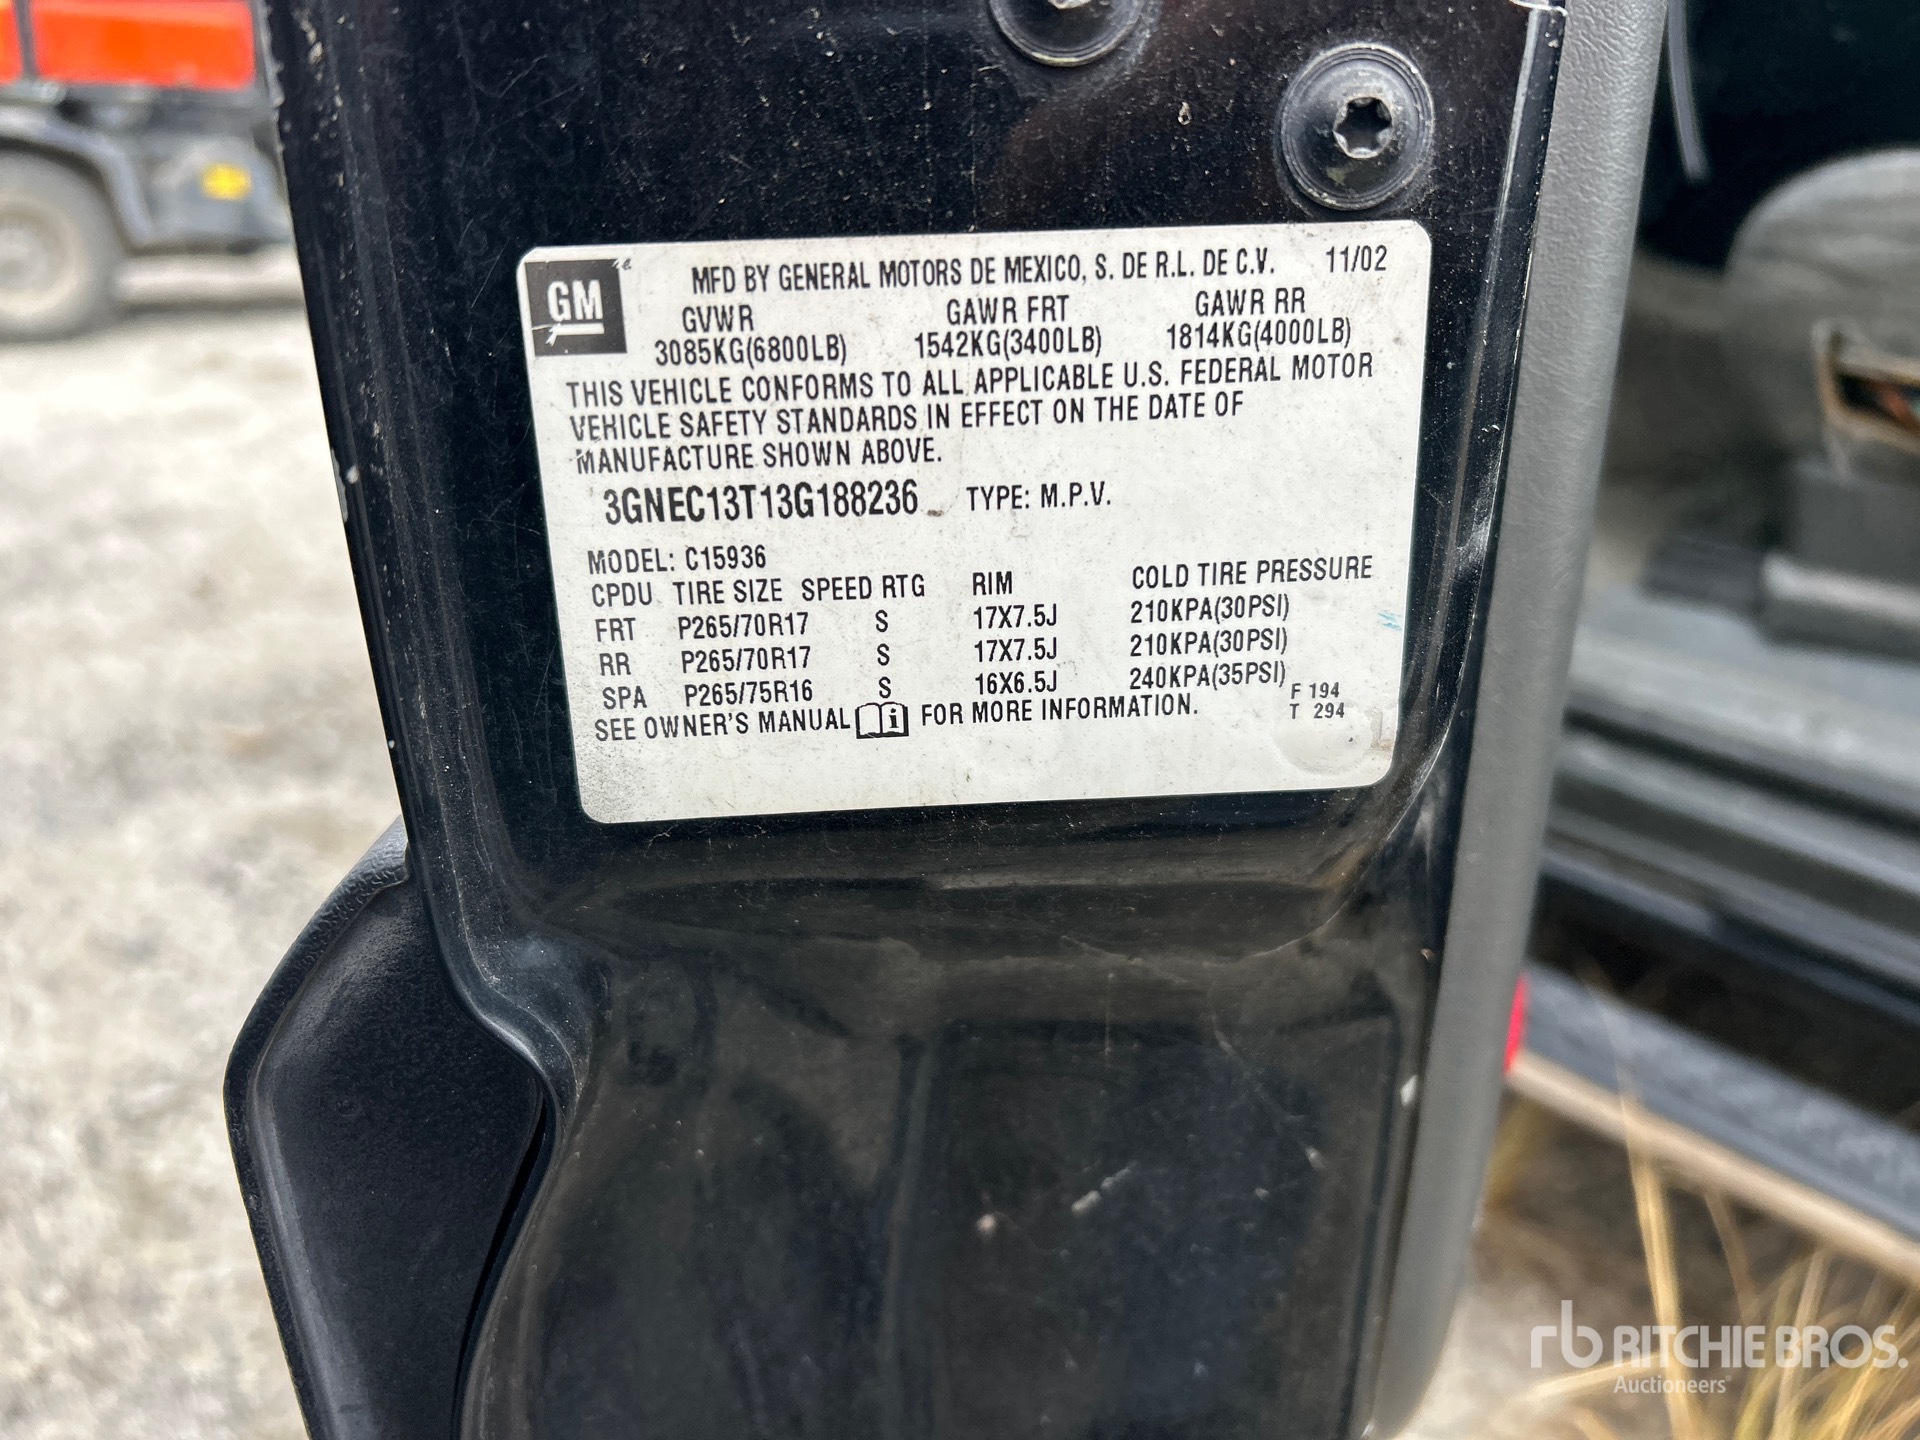 GM
MFD BY GENERAL MOTORS DE MEXICO, S. DE R.L. DE C.V. 11/02
GVWR GAWR FRT GAWR RR
3085KG(6800LB) 1542KG(3400LB) 1814KG(4000LB)
THIS VEHICLE CONFORMS TO ALL APPLICABLE U.S. FEDERAL MOTOR
VEHICLE SAFETY STANDARDS IN EFFECT ON THE DATE OF
MANUFACTURE SHOWN ABOVE.
3GNEC13T13G188236 TYPE: M.P.V.
MODEL: C15936
CPDU TIRE SIZE SPEED RTG RIM COLD TIRE PRESSURE
FRT P265/70R17 S 17X7.5J 210KPA(30PSI)
RR P265/70R17 S 17X7.5J 210KPA(30PSI)
SPA P265/75R16 S 16X6.5J 240KPA(35PSI) F 194
SEE OWNER'S MANUAL i FOR MORE INFORMATION. T 294
rb RITCHIE BROS.
Auctioneers